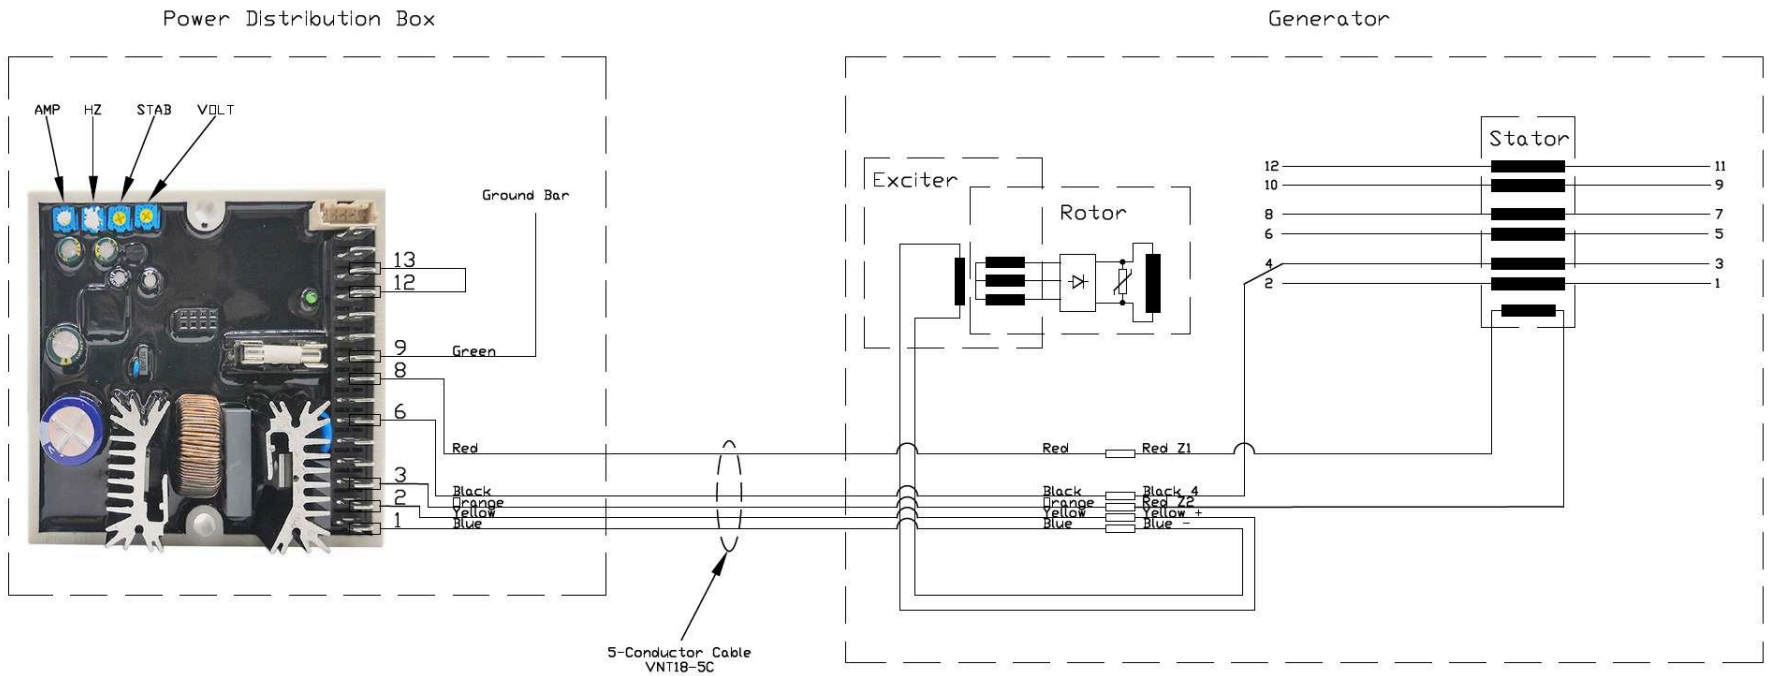 Power Distribution Box
Generator
AMP HZ STAB VOLT
Ground Bar
13
12
9 Green
8
6
Red
3
2
1
Black
Orange
Yellow
Blue
5-Conductor Cable
VNT18-5C
Exciter
Rotor
Stator
12 11
10 9
8 7
6 5
4 3
2 1
Red Red Z1
Black Black 4
Orange Red Z2
Yellow Yellow +
Blue Blue -